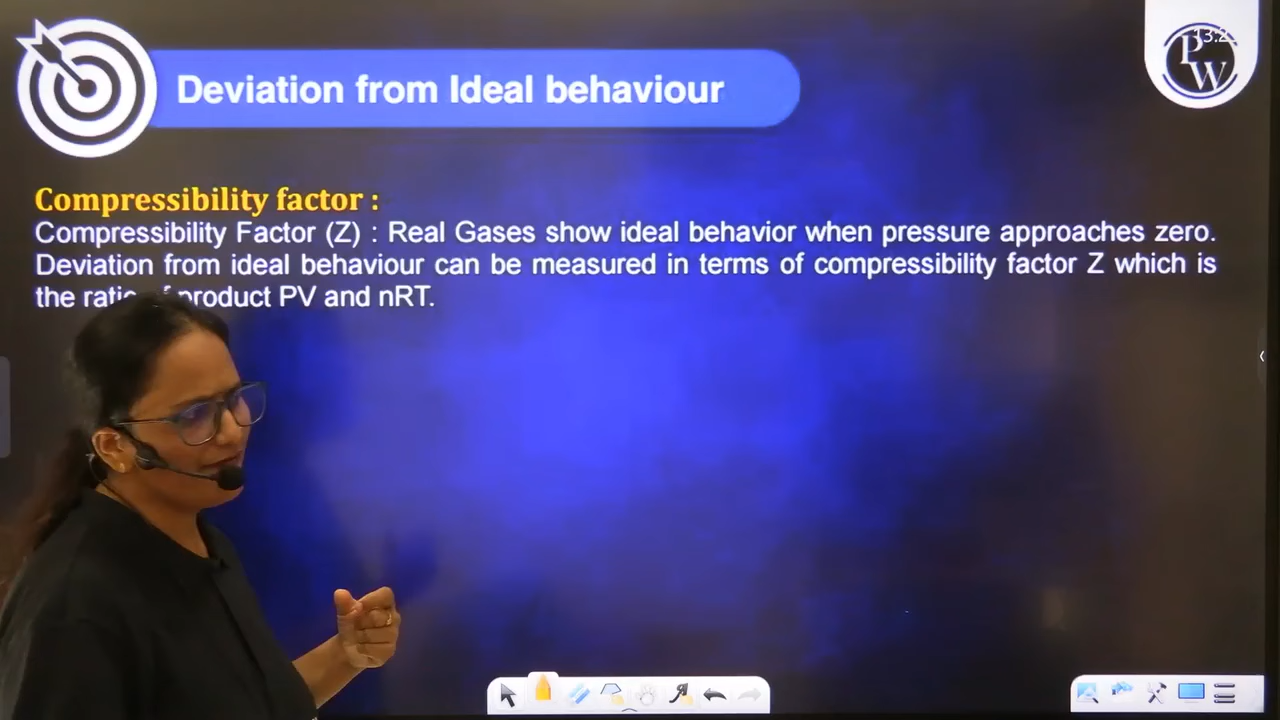 Deviation from Ideal behaviour
PW
Compressibility factor :
Compressibility Factor (Z) : Real Gases show ideal behavior when pressure approaches zero.
Deviation from ideal behaviour can be measured in terms of compressibility factor Z which is
the product PV and nRT.